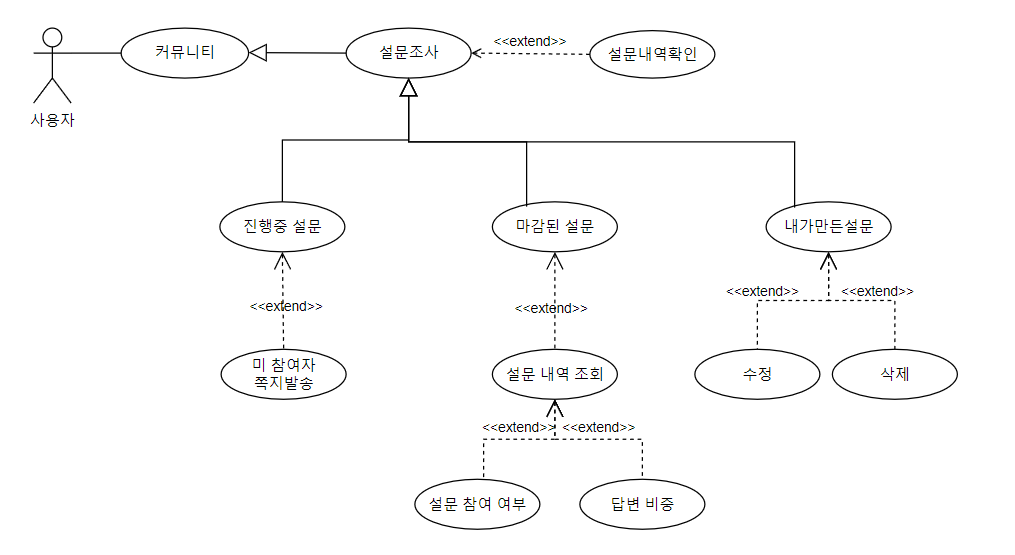 커뮤니티
설문조사
<<extend>>
설문내역확인
사용자
진행중 설문
마감된 설문
내가만든설문
<<extend>>
<<extend>>
<<extend>>
<<extend>>
미 참여자
쪽지발송
설문 내역 조회
수정
삭제
<<extend>>
<<extend>>
설문 참여 여부
답변 비중